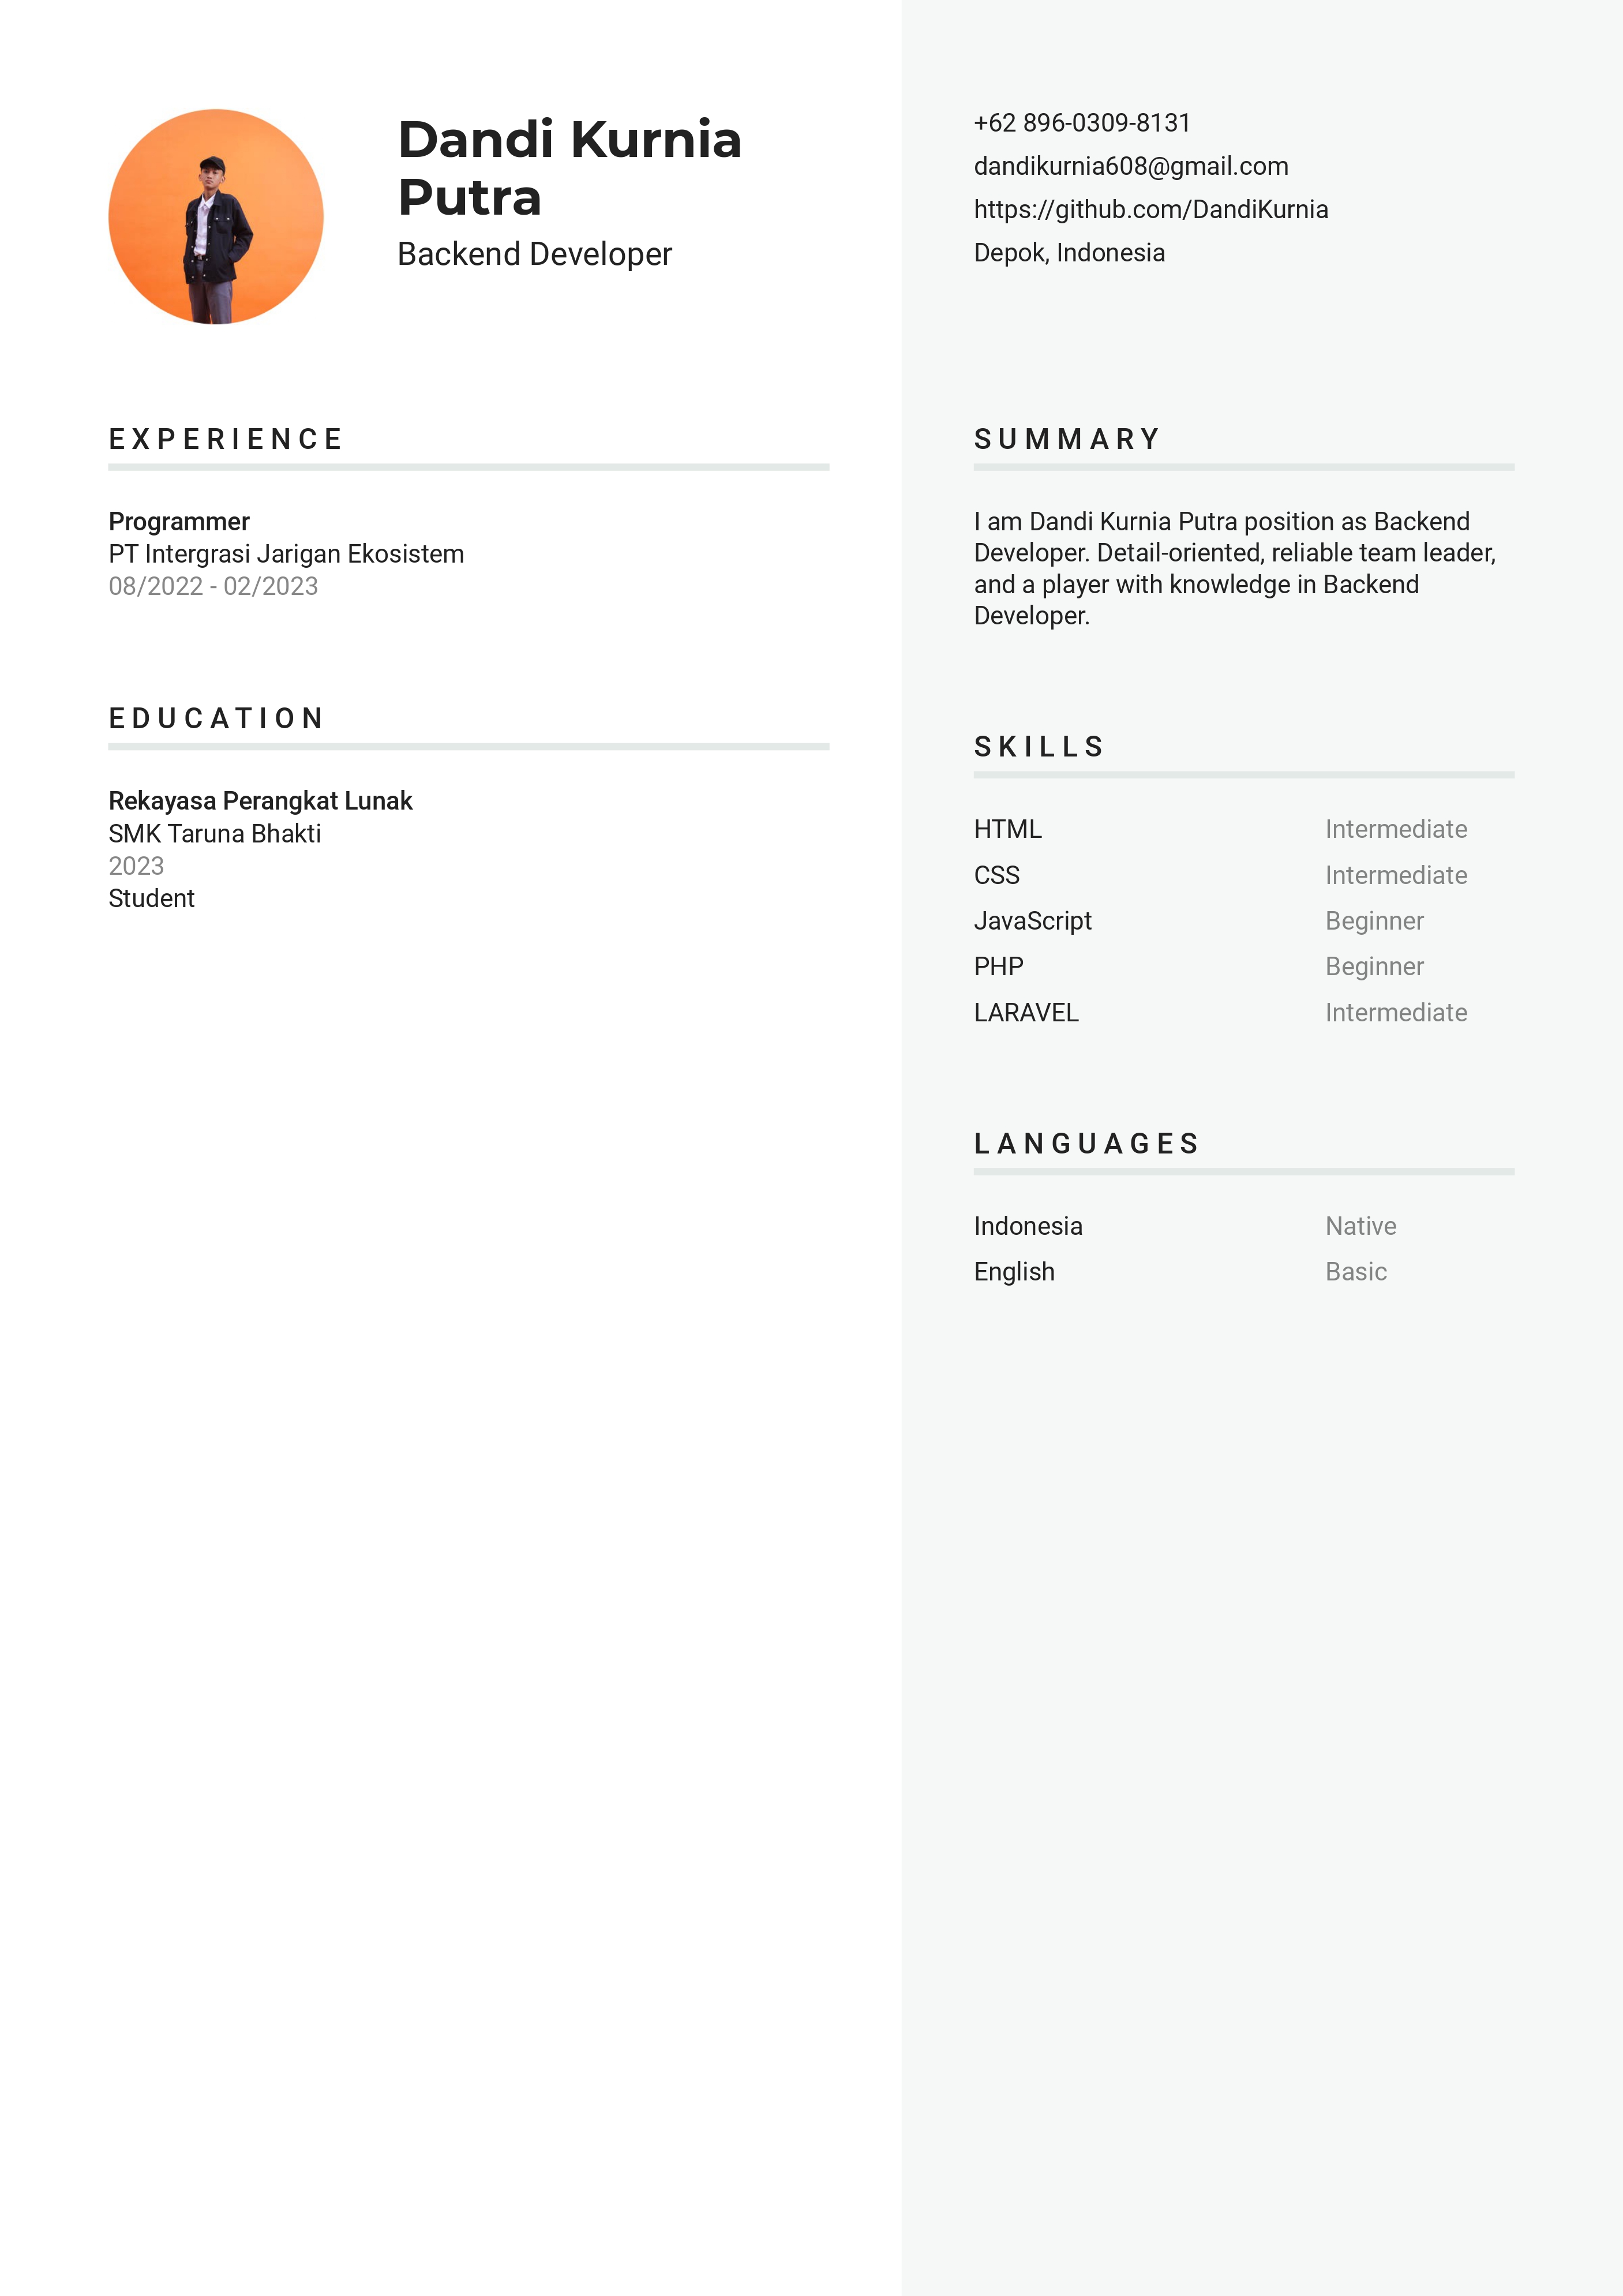 Dandi Kurnia
Putra
Backend Developer
+62 896-0309-8131
dandikurnia608@gmail.com
https://github.com/DandiKurnia
Depok, Indonesia
EXPERIENCE
Programmer
PT Intergrasi Jarigan Ekosistem
08/2022 - 02/2023
EDUCATION
Rekayasa Perangkat Lunak
SMK Taruna Bhakti
2023
Student
SUMMARY
I am Dandi Kurnia Putra position as Backend
Developer. Detail-oriented, reliable team leader,
and a player with knowledge in Backend
Developer.
SKILLS
HTML Intermediate
CSS Intermediate
JavaScript Beginner
PHP Beginner
LARAVEL Intermediate
LANGUAGES
Indonesia Native
English Basic